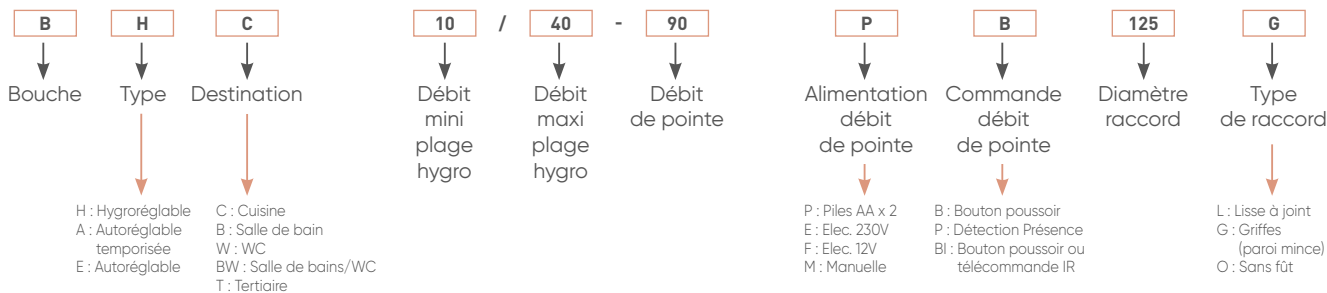 B H C 10 / 40 - 90 P B 125 G
Bouche
Type
Destination
Débit
mini
plage
hygro
Débit
maxi
plage
hygro
Débit
de pointe
Alimentation
débit
de pointe
Commande
débit
de pointe
Diamètre
raccord
Type
de raccord
H : Hygroréglable
A : Autoréglable
temporisée
E : Autoréglable
C : Cuisine
B : Salle de bain
W : WC
BW : Salle de bains/WC
T : Tertiaire
P : Piles AA x 2
E : Elec. 230V
F : Elec. 12V
M : Manuelle
B : Bouton poussoir
P : Détection Présence
BI : Bouton poussoir ou
télécommande IR
L : Lisse à joint
G : Griffes
(paroi mince)
O : Sans fût